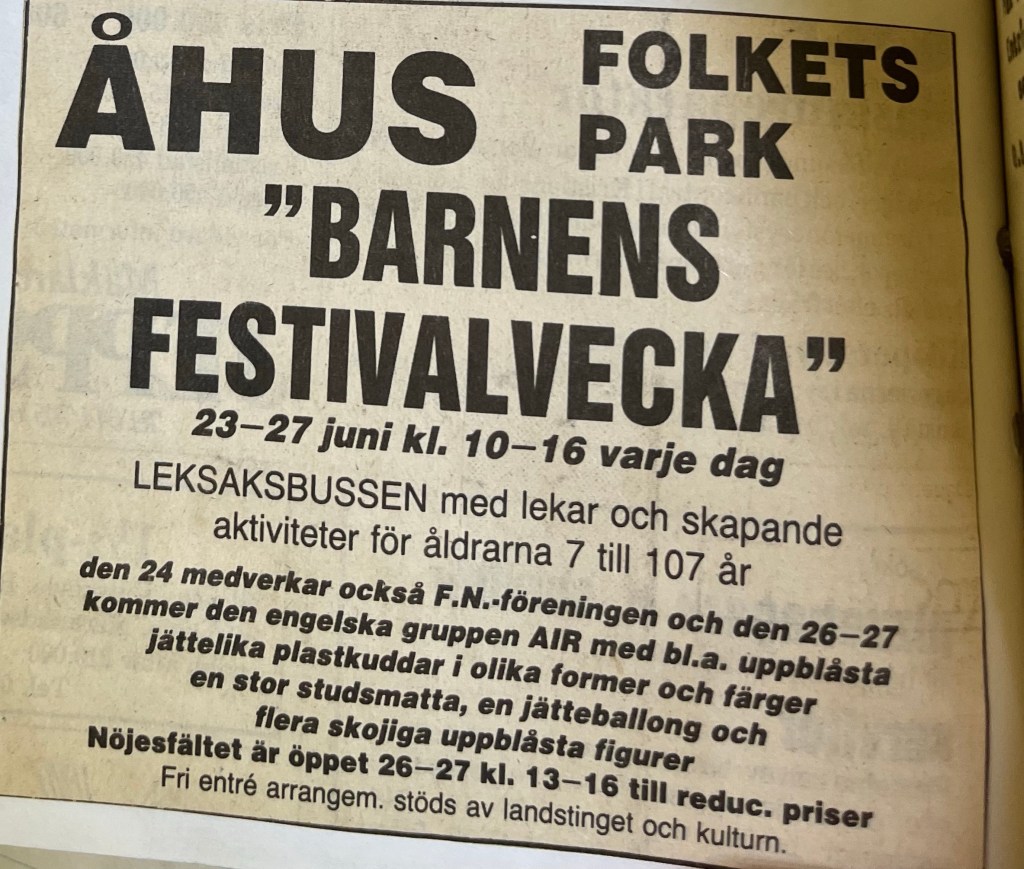 ÅHUS FOLKETS
PARK
”BARNENS
FESTIVALVECKA”
23–27 juni kl. 10–16 varje dag
LEKSAKSBUSSEN med lekar och skapande
aktiviteter för åldrarna 7 till 107 år
den 24 medverkar också F.N.-föreningen och den 26–27
kommer den engelska gruppen AIR med bl.a. uppblåsta
jättelika plastkuddar i olika former och färger
en stor studsmatta, en jätteballong och
flera skojiga uppblåsta figurer
Nöjesfältet är öppet 26–27 kl. 13–16 till reduc. priser
Fri entré arrangem. stöds av landstinget och kulturn.